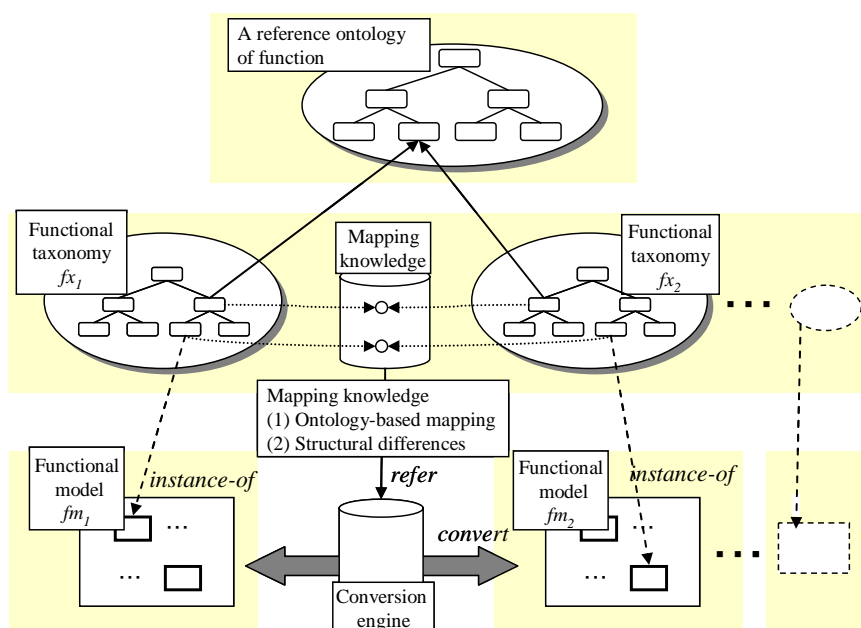 A reference ontology
of function
Functional
taxonomy
fx1
Mapping
knowledge
Functional
taxonomy
fx2
...
Mapping knowledge
(1) Ontology-based mapping
(2) Structural differences
Functional
model
fm1
instance-of
...
...
refer
convert
Conversion
engine
Functional
model
fm2
instance-of
...
...
...